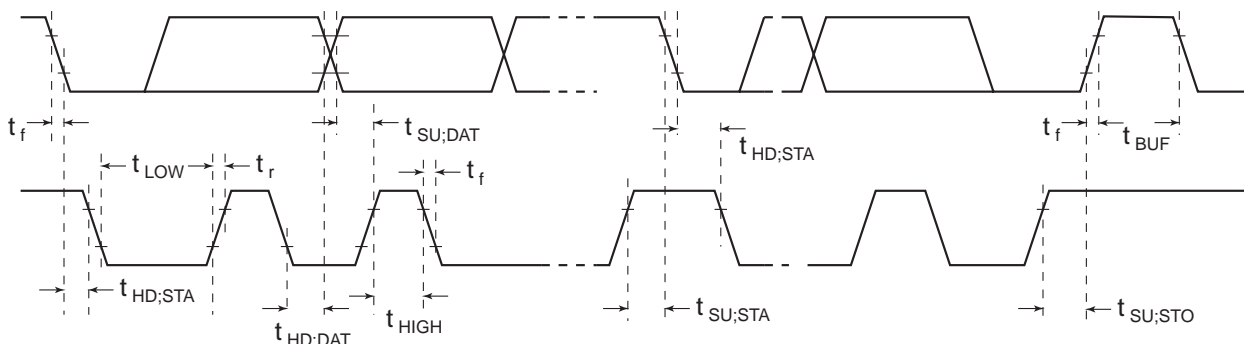 t f
t SU;DAT
t HD;STA
t f
t BUF
t LOW
t r
t f
t HD;STA
t HD;DAT
t HIGH
t SU;STA
t SU;STO